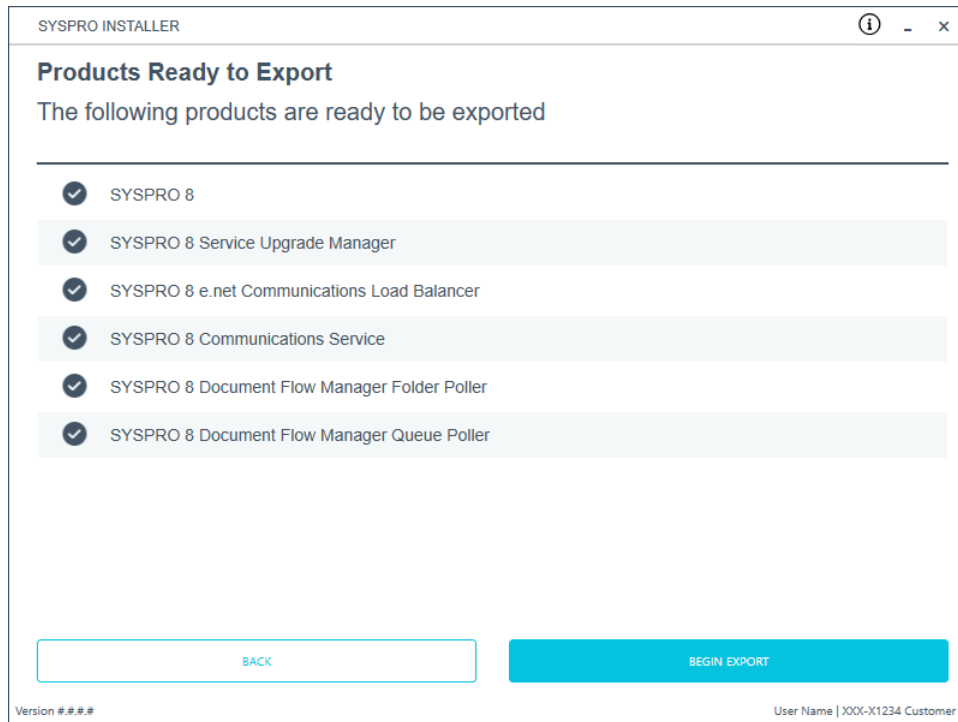 SYSPRO INSTALLER
Products Ready to Export
The following products are ready to be exported
SYSPRO 8
SYSPRO 8 Service Upgrade Manager
SYSPRO 8 e.net Communications Load Balancer
SYSPRO 8 Communications Service
SYSPRO 8 Document Flow Manager Folder Poller
SYSPRO 8 Document Flow Manager Queue Poller
BACK
BEGIN EXPORT
Version #.#.#.#
User Name | XXX-X1234 Customer